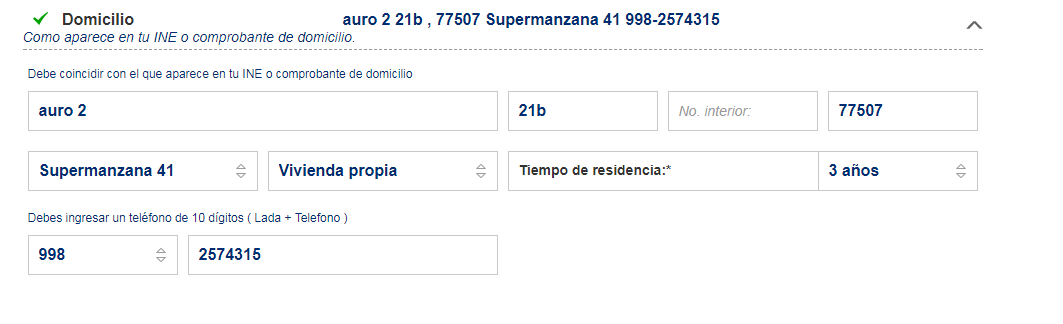 Domicilio auro 2 21b , 77507 Supermanzana 41 998-2574315
Como aparece en tu INE o comprobante de domicilio.
Debe coincidir con el que aparece en tu INE o comprobante de domicilio
auro 2 21b No. interior: 77507
Supermanzana 41 Vivienda propia Tiempo de residencia:* 3 años
Debes ingresar un teléfono de 10 dígitos ( Lada + Telefono )
998 2574315